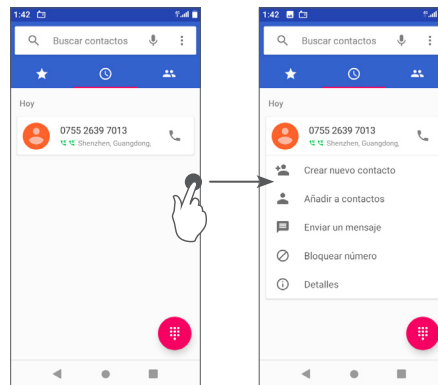 1:42
Buscar contactos
Hoy
0755 2639 7013
Shenzhen, Guangdong,
1:42
Buscar contactos
Hoy
0755 2639 7013
Shenzhen, Guangdong,
Crear nuevo contacto
Añadir a contactos
Enviar un mensaje
Bloquear número
Detalles